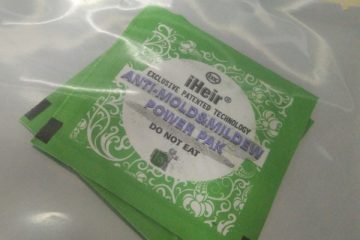 iHeir®
EXCLUSIVE PATENTED TECHNOLOGY
ANTI-MOLD&MILDEW
POWER PAK
DO NOT EAT